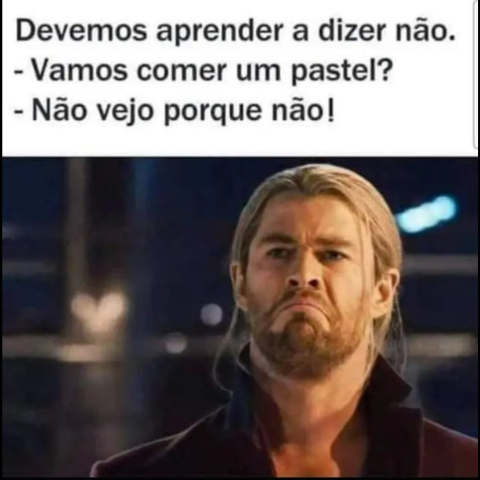 Devemos aprender a dizer não.
- Vamos comer um pastel?
- Não vejo porque não!